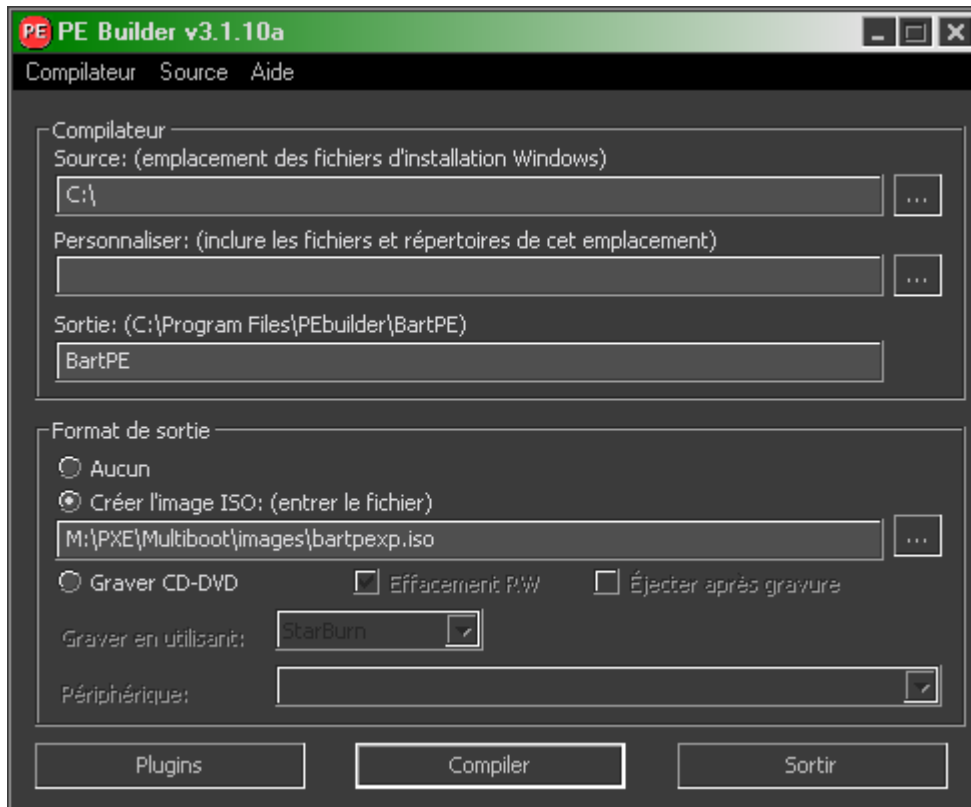 PE PE Builder v3.1.10a
Compilateur Source Aide
Compilateur
Source: (emplacement des fichiers d'installation Windows)
C:\
...
Personnaliser: (inclure les fichiers et répertoires de cet emplacement)
...
Sortie: (C:\Program Files\PEbuilder\BartPE)
BartPE
Format de sortie
Aucun
Créer l'image ISO: (entrer le fichier)
M:\PXE\Multiboot\images\bartpexp.iso
...
Graver CD-DVD Effacement RW Éjecter après gravure
Graver en utilisant: StarBurn
Périphérique:
Plugins Compiler Sortir